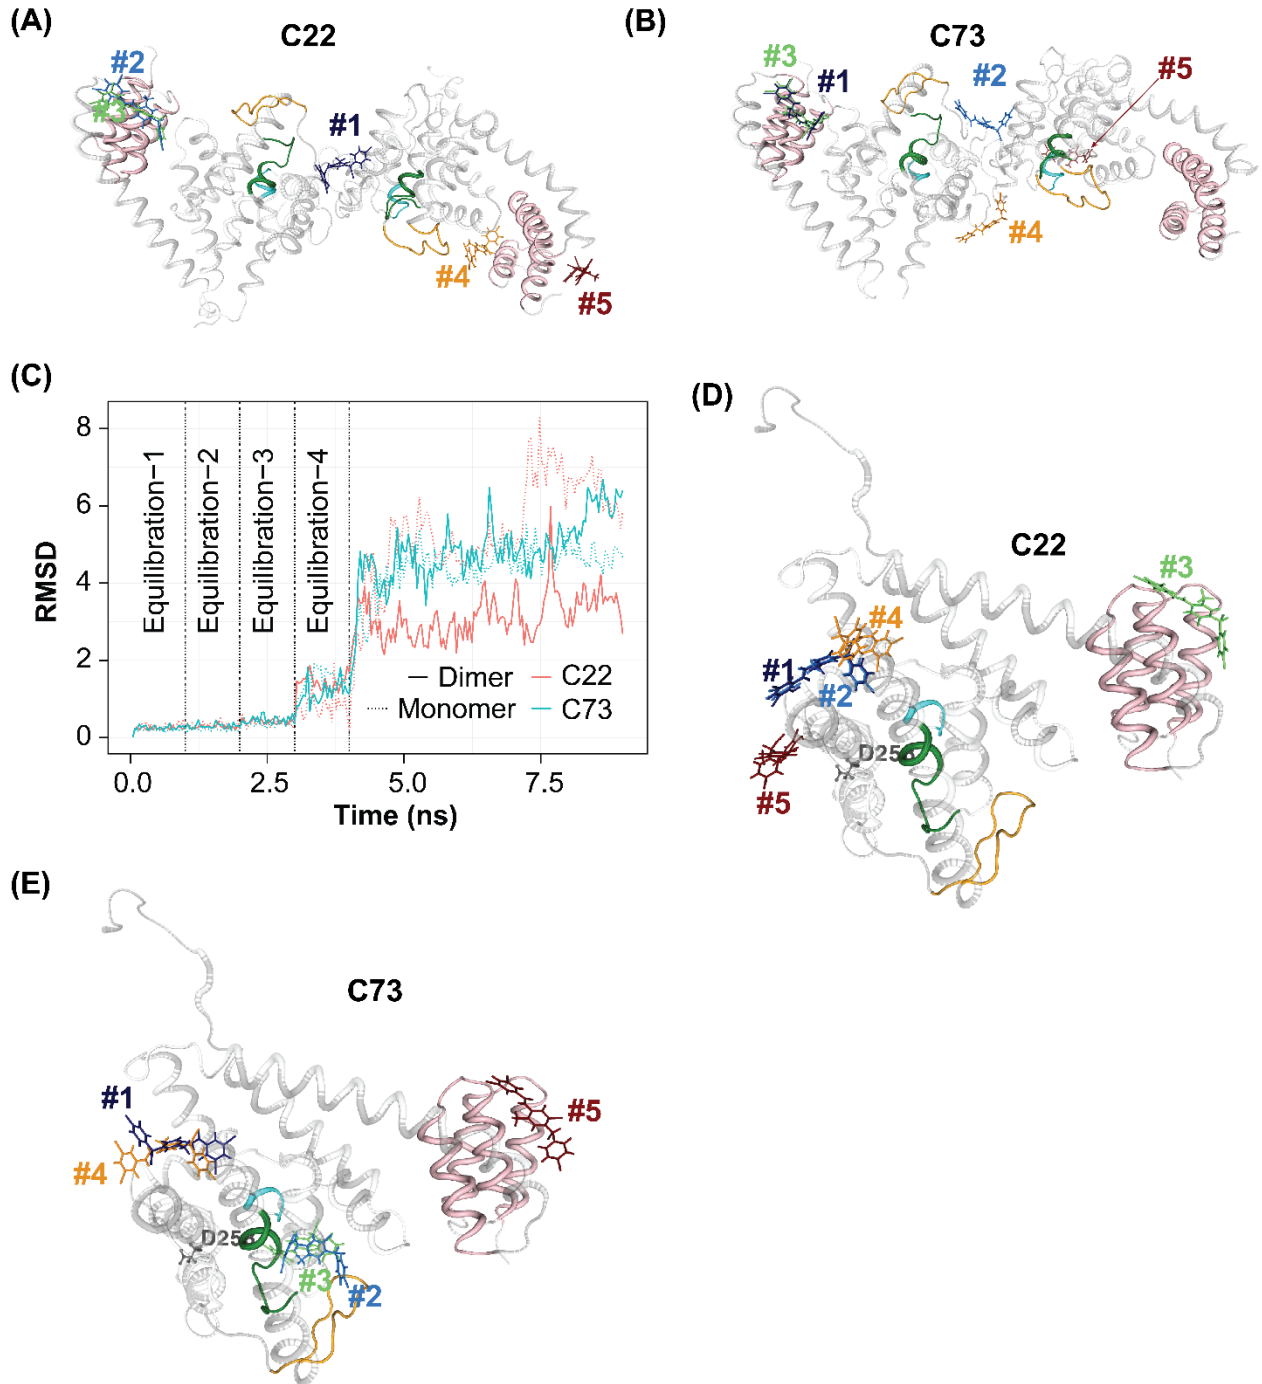 (A)
C22
#2
#3
#1
#4
#5
(B)
C73
#3
#1
#2
#5
#4
(C)
8
6
4
2
0
RMSD
Equilibration−1
Equilibration−2
Equilibration−3
Equilibration−4
Dimer
C22
Monomer
C73
0.0
2.5
5.0
7.5
Time (ns)
(D)
C22
#3
#4
#1
#2
D25
#5
(E)
C73
#1
#4
#5
D25
#3
#2